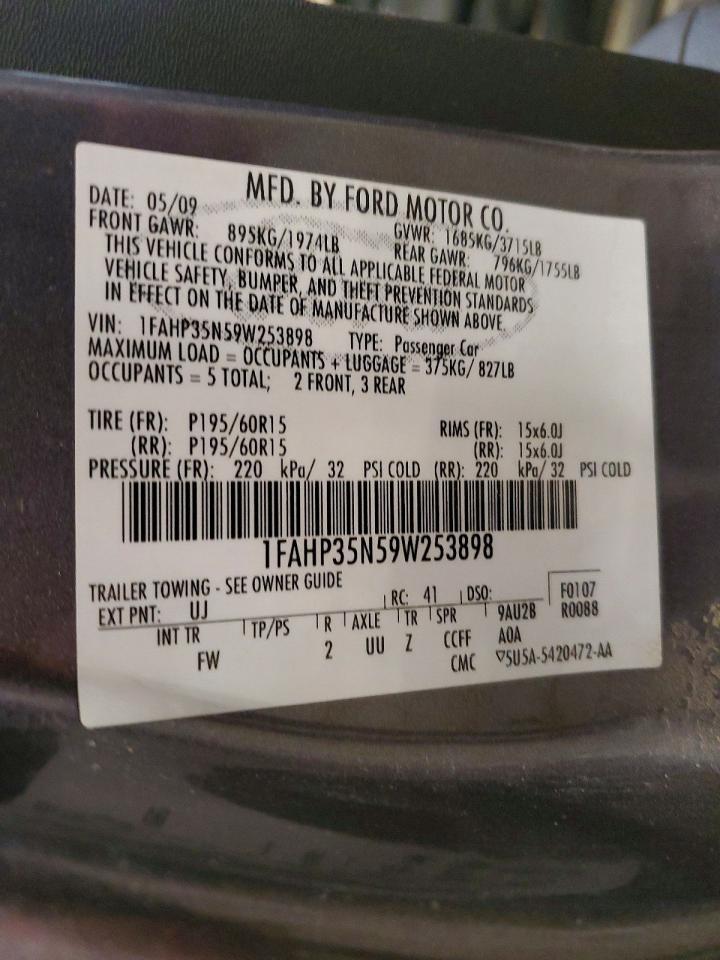 MFD. BY FORD MOTOR CO.
DATE: 05/09
GVWR: 1685KG/3715LB
FRONT GAWR: 895KG/1974LB
REAR GAWR: 796KG/1755LB
THIS VEHICLE CONFORMS TO ALL APPLICABLE FEDERAL MOTOR
VEHICLE SAFETY, BUMPER, AND THEFT PREVENTION STANDARDS
IN EFFECT ON THE DATE OF MANUFACTURE SHOWN ABOVE.
VIN: 1FAHP35N59W253898 TYPE: Passenger Car
MAXIMUM LOAD = OCCUPANTS + LUGGAGE = 375KG/ 827LB
OCCUPANTS = 5 TOTAL; 2 FRONT, 3 REAR
TIRE (FR): P195/60R15 RIMS (FR): 15x6.0J
(RR): P195/60R15 (RR): 15x6.0J
PRESSURE (FR): 220 kPa/ 32 PSI COLD (RR): 220 kPa/ 32 PSI COLD
1FAHP35N59W253898
TRAILER TOWING - SEE OWNER GUIDE
EXT PNT: UJ RC: 41 DSO: F0107
INT TR TP/PS R AXLE TR SPR 9AU2B R0088
FW 2 UU Z CCFF A0A
CMC ▽5U5A-5420472-AA